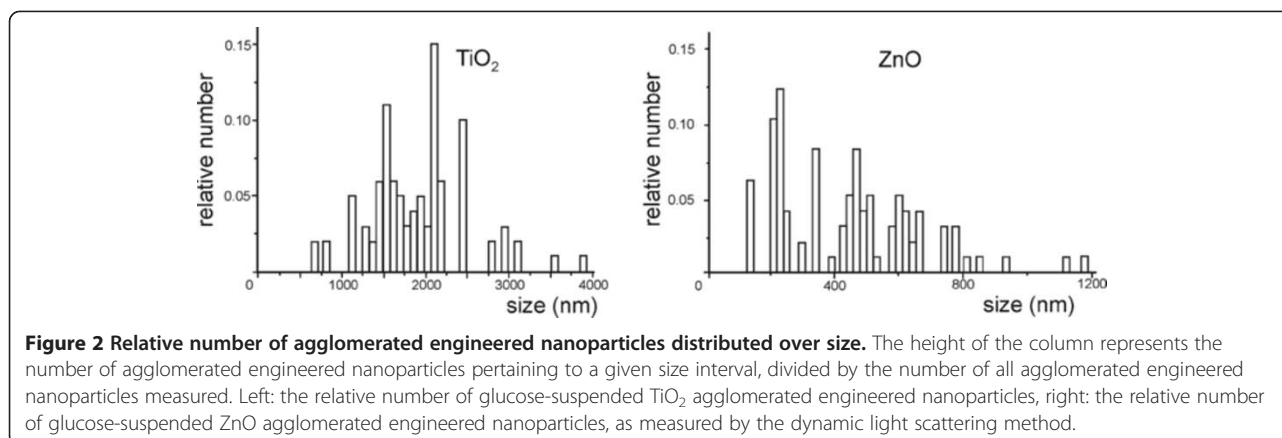 0.15
TiO₂
relative number
0.10
0.05
0 1000 2000 3000 4000
size (nm)
0.15
ZnO
relative number
0.10
0.05
0 400 800 1200
size (nm)
Figure 2 Relative number of agglomerated engineered nanoparticles distributed over size. The height of the column represents the
number of agglomerated engineered nanoparticles pertaining to a given size interval, divided by the number of all agglomerated engineered
nanoparticles measured. Left: the relative number of glucose-suspended TiO₂ agglomerated engineered nanoparticles, right: the relative number
of glucose-suspended ZnO agglomerated engineered nanoparticles, as measured by the dynamic light scattering method.